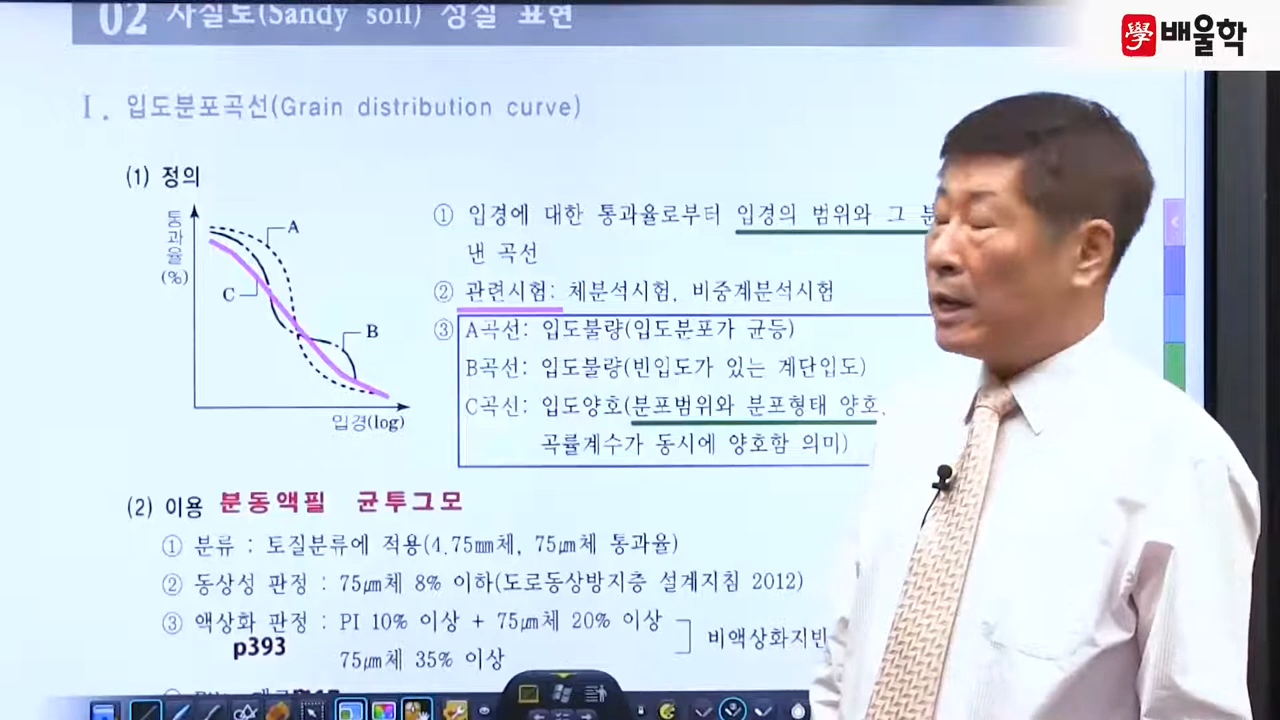 02 사질토(Sandy soil) 성질 표현
學 배울학
I. 입도분포곡선(Grain distribution curve)
(1) 정의
통과율(%)
A
B
C
입경(log)
① 입경에 대한 통과율로부터 입경의 범위와 그
낸 곡선
② 관련시험: 체분석시험, 비중계분석시험
③ A곡선: 입도불량(입도분포가 균등)
B곡선: 입도불량(빈입도가 있는 계단입도)
C곡선: 입도양호(분포범위와 분포형태 양호,
곡률계수가 동시에 양호함 의미)
(2) 이용 분동액필 균투그모
① 분류 : 토질분류에 적용(4.75㎜체, 75㎛체 통과율)
② 동상성 판정 : 75㎛체 8% 이하(도로동상방지층 설계지침 2012)
③ 액상화 판정 : PI 10% 이상 + 75㎛체 20% 이상
75㎛체 35% 이상
비액상화지반
p393